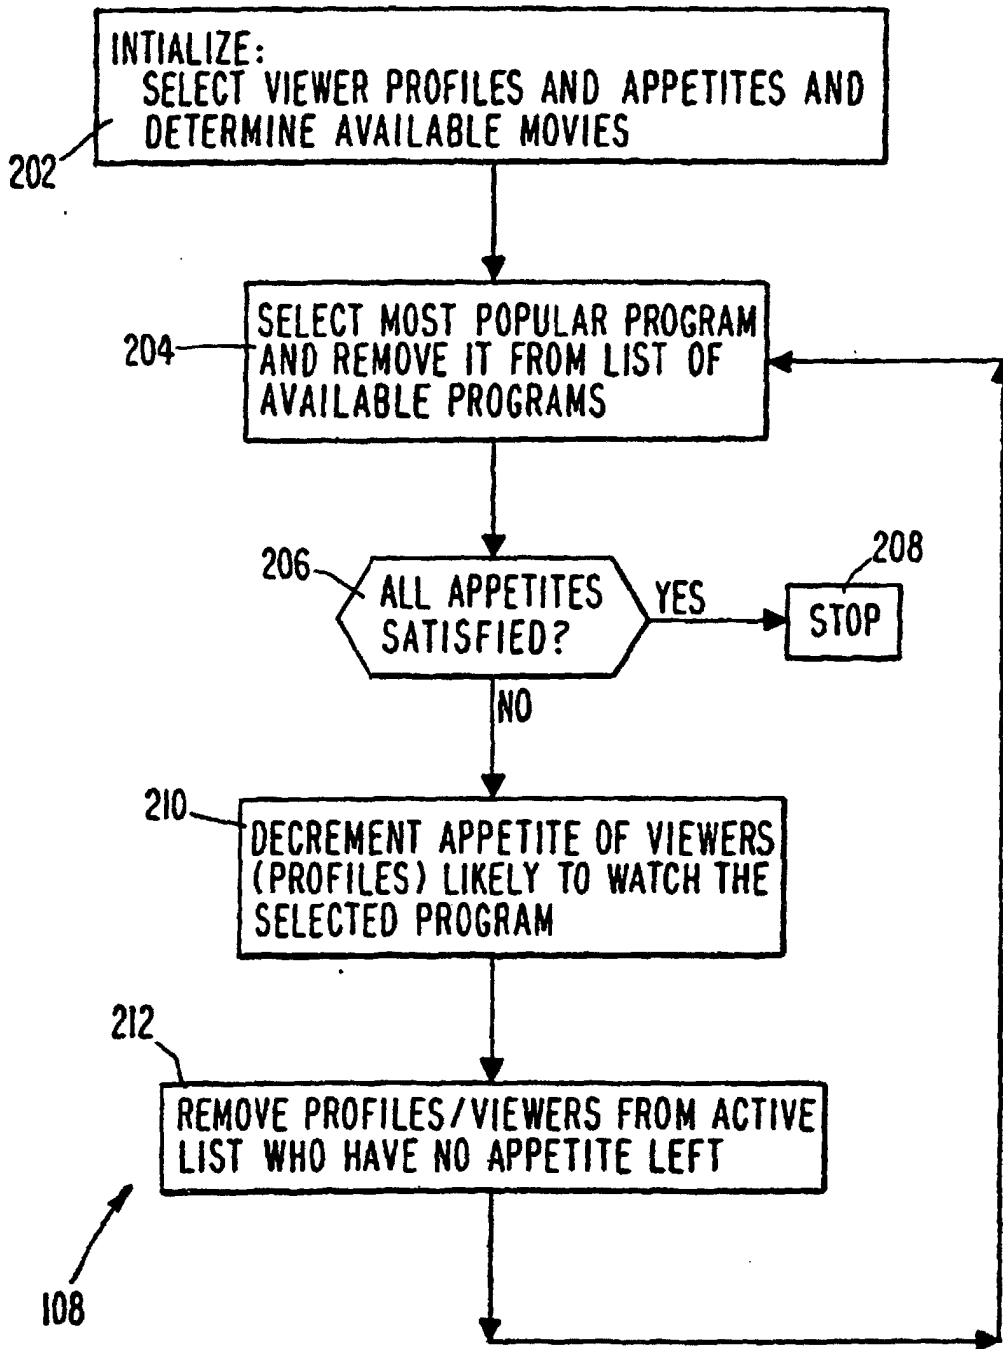 INTIALIZE:
SELECT VIEWER PROFILES AND APPETITES AND
DETERMINE AVAILABLE MOVIES
202
SELECT MOST POPULAR PROGRAM
AND REMOVE IT FROM LIST OF
AVAILABLE PROGRAMS
204
206
ALL APPETITES
SATISFIED?
YES
208
STOP
NO
210
DECREMENT APPETITE OF VIEWERS
(PROFILES) LIKELY TO WATCH THE
SELECTED PROGRAM
212
REMOVE PROFILES/VIEWERS FROM ACTIVE
LIST WHO HAVE NO APPETITE LEFT
108